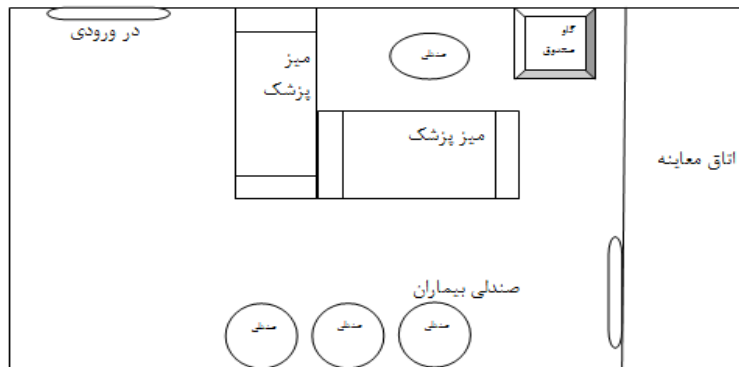 در ورودی
میز
پزشک
صندلی
گاو
صندوق
میز پزشک
اتاق معاینه
صندلی بیماران
صندلی
صندلی
صندلی